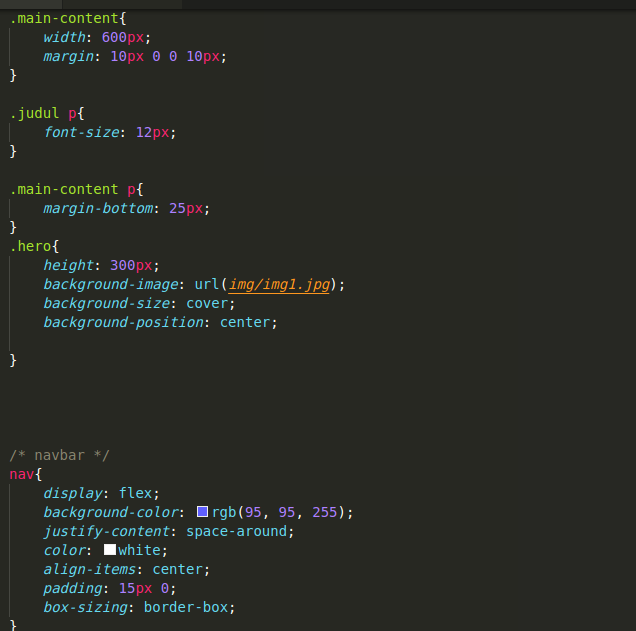 .main-content{
    width: 600px;
    margin: 10px 0 0 10px;
}
.judul p{
    font-size: 12px;
}
.main-content p{
    margin-bottom: 25px;
}
.hero{
    height: 300px;
    background-image: url(img/img1.jpg);
    background-size: cover;
    background-position: center;
}
/* navbar */
nav{
    display: flex;
    background-color: rgb(95, 95, 255);
    justify-content: space-around;
    color: white;
    align-items: center;
    padding: 15px 0;
    box-sizing: border-box;
}